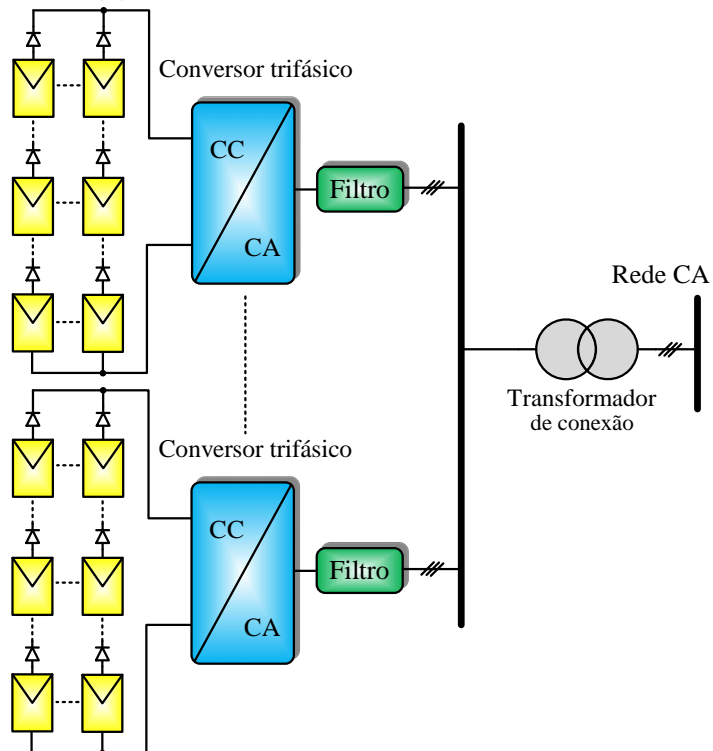 Conversor trifásico
CC
CA
Filtro
Rede CA
Transformador
de conexão
Conversor trifásico
CC
CA
Filtro